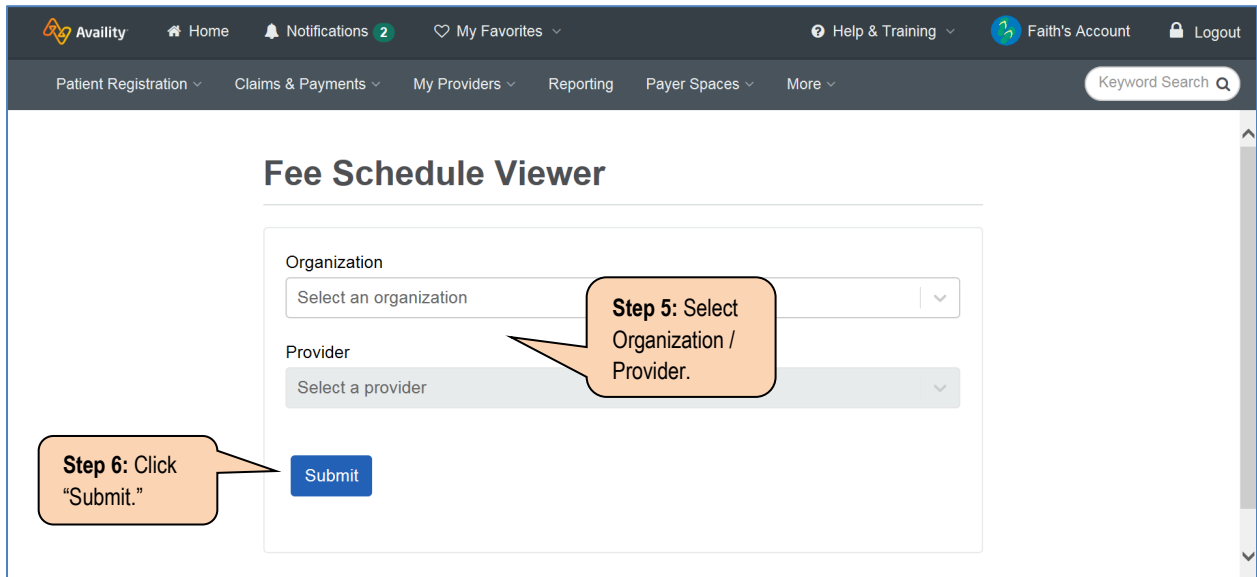 Availity Home Notifications 2 My Favorites Help & Training Faith's Account Logout
Patient Registration Claims & Payments My Providers Reporting Payer Spaces More Keyword Search
Fee Schedule Viewer
Organization
Select an organization
Step 5: Select
Organization /
Provider.
Provider
Select a provider
Step 6: Click
“Submit.”
Submit